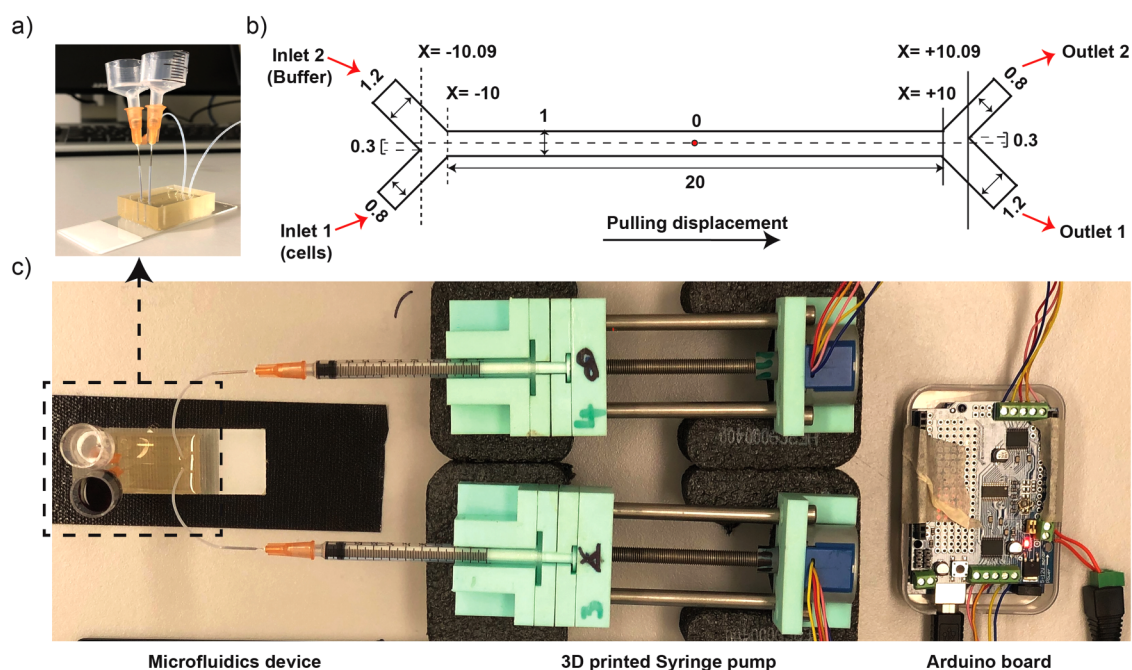 a)
b)
Inlet 2
(Buffer)
1.2
X= -10.09
X= -10
0.3
1
0
20
X= +10.09
X= +10
0.8
Outlet 2
0.3
0.8
Inlet 1
(cells)
Pulling displacement
1.2
Outlet 1
c)
Microfluidics device
3D printed Syringe pump
Arduino board